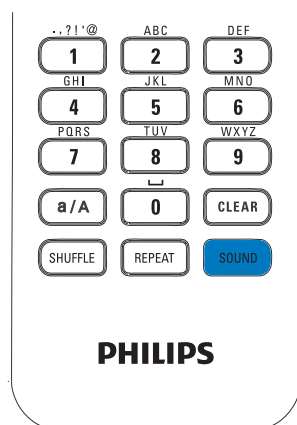 .,?!'@ ABC DEF
1 2 3
GHI JKL MNO
4 5 6
PQRS TUV WXYZ
7 8 9
a/A 0 CLEAR
SHUFFLE REPEAT SOUND
PHILIPS